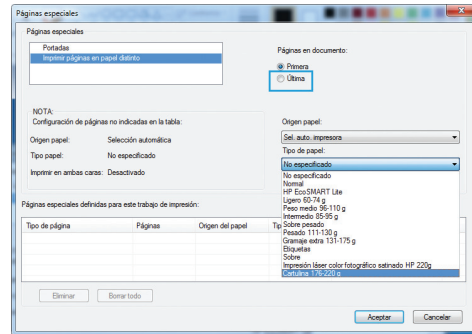 Páginas especiales
Páginas especiales
Portadas
Imprimir páginas en papel distinto
Páginas en documento:
Primera
Última
NOTA:
Configuración de páginas no indicadas en la tabla:
Origen papel: Selección automática
Tipo papel: No especificado
Imprimir en ambas caras: Desactivado
Origen papel:
Sel. auto. impresora
Tipo de papel:
No especificado
No especificado
Normal
HP EcoSMART Lite
Ligero 60-74 g
Peso medio 96-110 g
Intermedio 85-95 g
Sobre pesado
Pesado 111-130 g
Gramaje extra 131-175 g
Etiquetas
Sobre
Impresión láser color fotográfico satinado HP 220g
Cartulina 176-220 g
Páginas especiales definidas para este trabajo de impresión:
Tipo de página Páginas Origen del papel Tip
Eliminar Borrar todo
Aceptar Cancelar